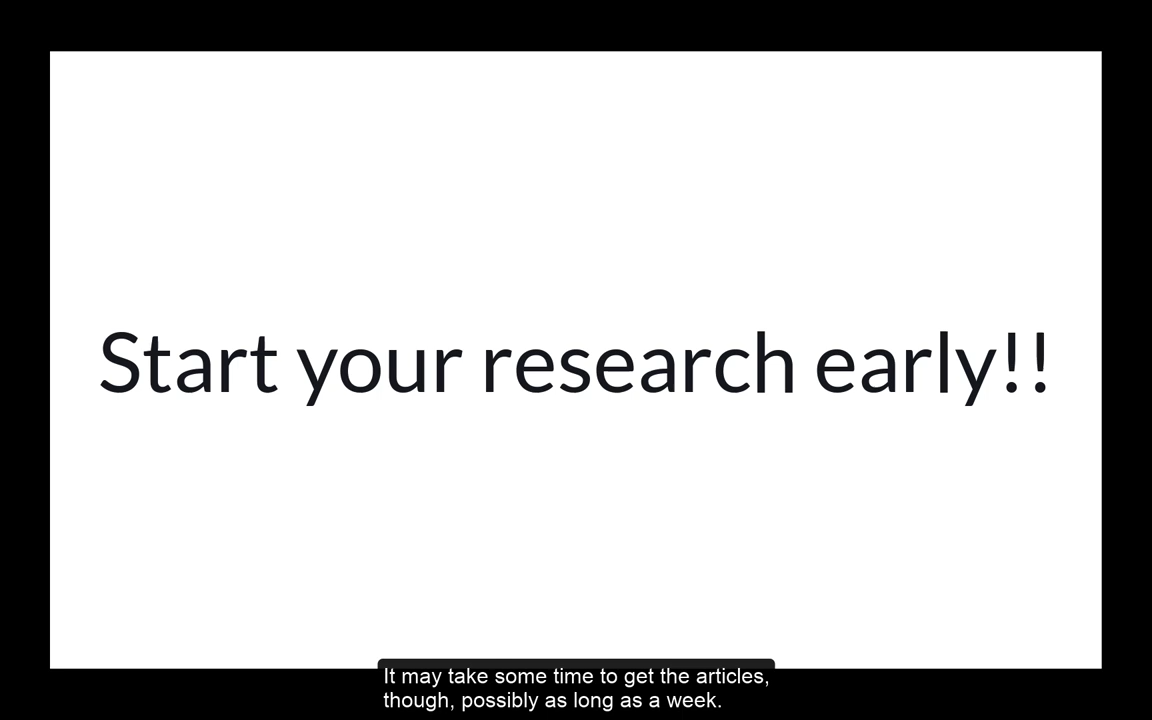 Start your research early!!
It may take some time to get the articles,
though, possibly as long as a week.